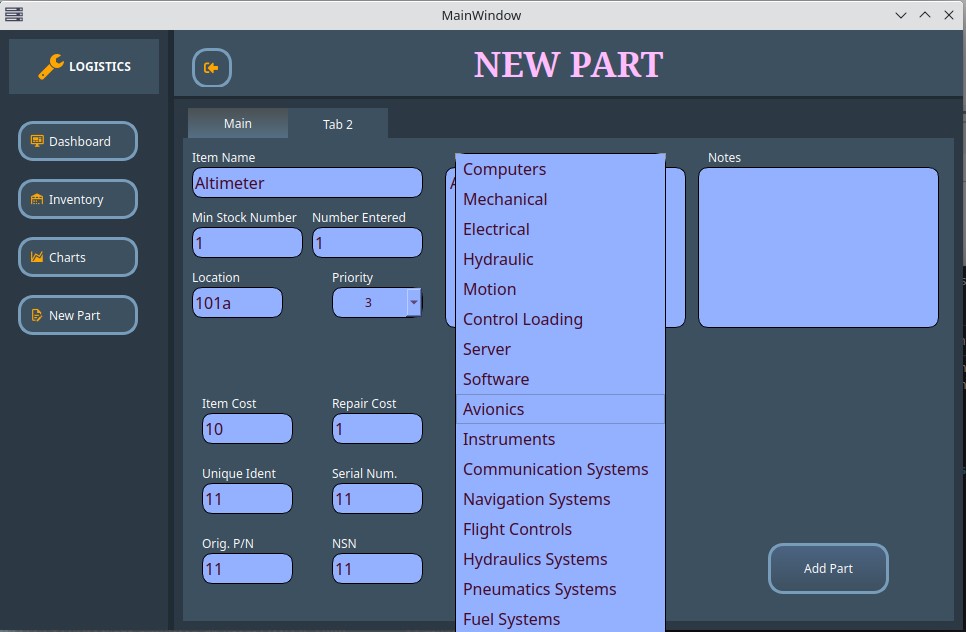 MainWindow
LOGISTICS
NEW PART
Dashboard
Inventory
Charts
New Part
Main
Tab 2
Item Name
Altimeter
Min Stock Number
Number Entered
1
1
Location
Priority
101a
3
Item Cost
Repair Cost
10
1
Unique Ident
Serial Num.
11
11
Orig. P/N
NSN
11
11
Computers
Mechanical
Electrical
Hydraulic
Motion
Control Loading
Server
Software
Avionics
Instruments
Communication Systems
Navigation Systems
Flight Controls
Hydraulics Systems
Pneumatics Systems
Fuel Systems
Notes
Add Part